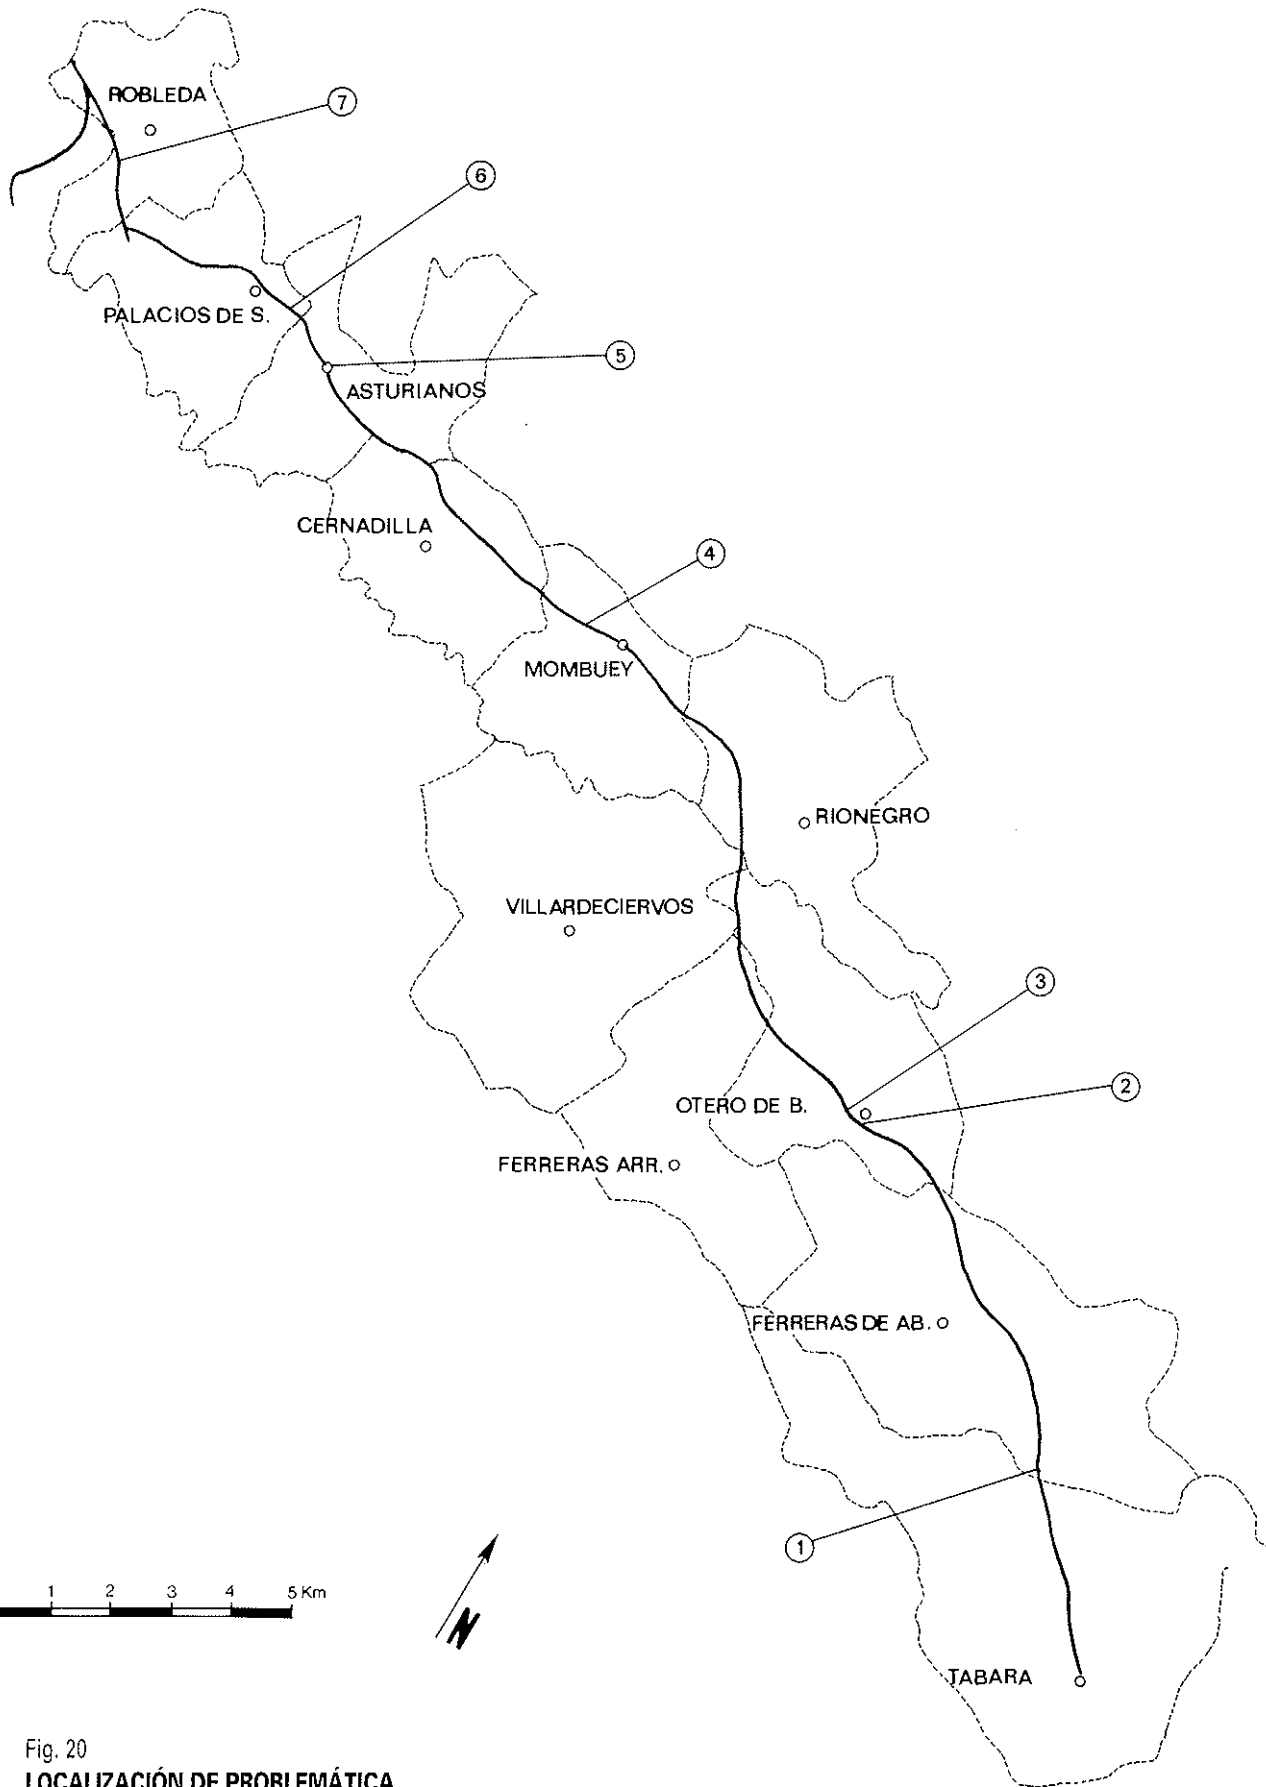 ROBLEDA
7
6
PALACIOS DE S.
5
ASTURIANOS
CERNADILLA
4
MOMBUEY
RIONEGRO
VILLARDECIERVOS
3
2
OTERO DE B.
FERRERAS ARR.
FERRERAS DE AB.
1
1 2 3 4 5 Km
N
TABARA
Fig. 20
LOCALIZACIÓN DE PROBLEMÁTICA